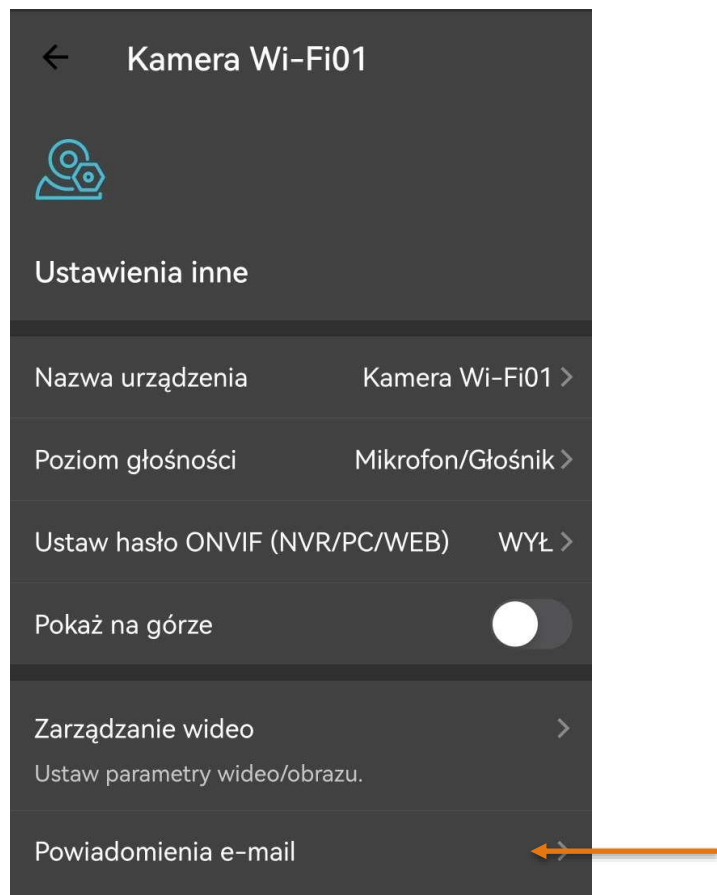 Kamera Wi-Fi01
Ustawienia inne
Nazwa urządzenia Kamera Wi-Fi01
Poziom głośności Mikrofon/Głośnik
Ustaw hasło ONVIF (NVR/PC/WEB) WYŁ
Pokaż na górze
Zarządzanie wideo
Ustaw parametry wideo/obrazu.
Powiadomienia e-mail